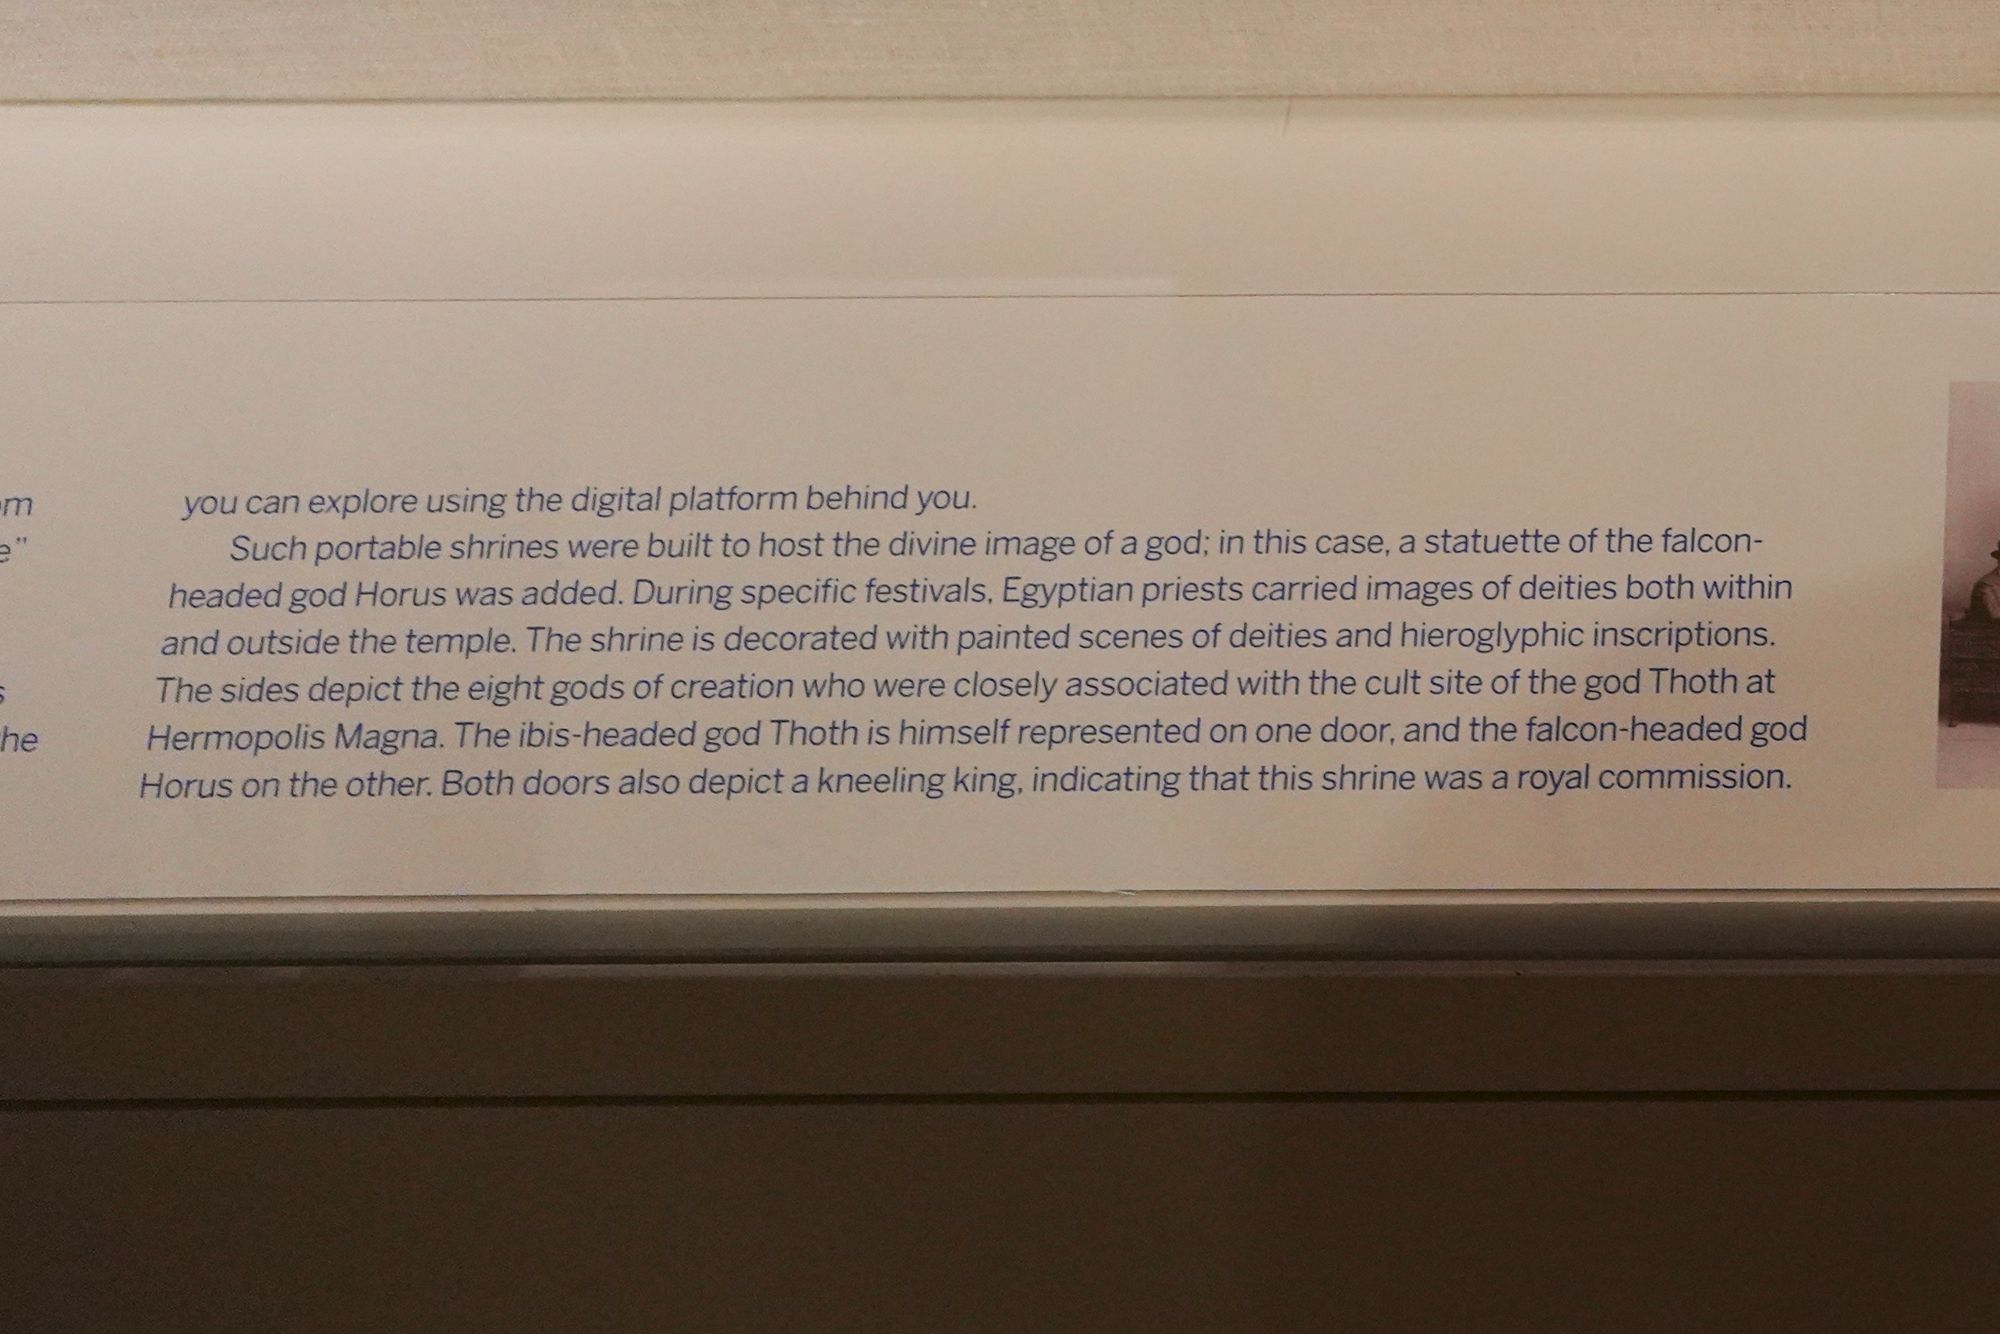 you can explore using the digital platform behind you.
Such portable shrines were built to host the divine image of a god; in this case, a statuette of the falcon-
headed god Horus was added. During specific festivals, Egyptian priests carried images of deities both within
and outside the temple. The shrine is decorated with painted scenes of deities and hieroglyphic inscriptions.
The sides depict the eight gods of creation who were closely associated with the cult site of the god Thoth at
Hermopolis Magna. The ibis-headed god Thoth is himself represented on one door, and the falcon-headed god
Horus on the other. Both doors also depict a kneeling king, indicating that this shrine was a royal commission.